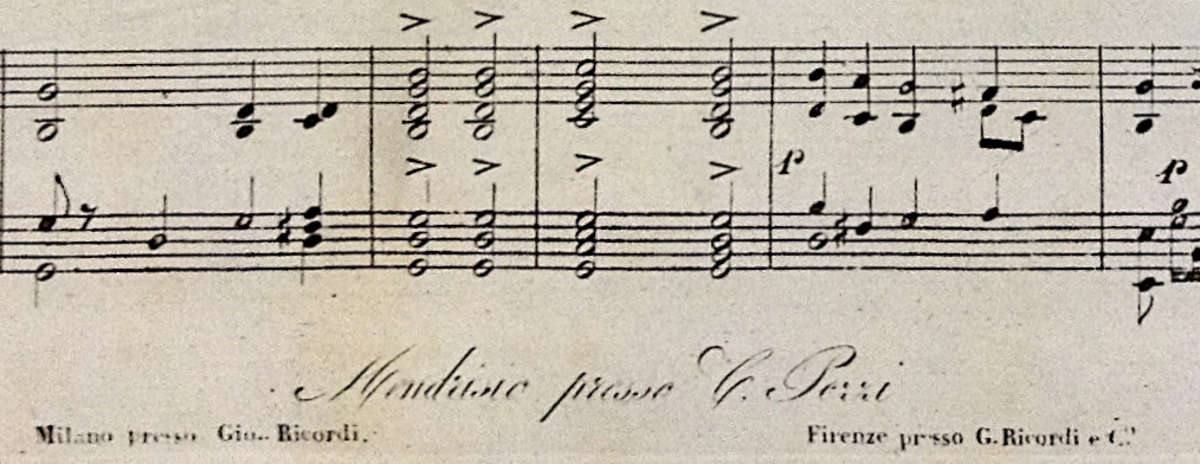 p
p
Mendrisio presso C. Pozzi
Milano presso Gio. Ricordi.
Firenze presso G. Ricordi e C.º